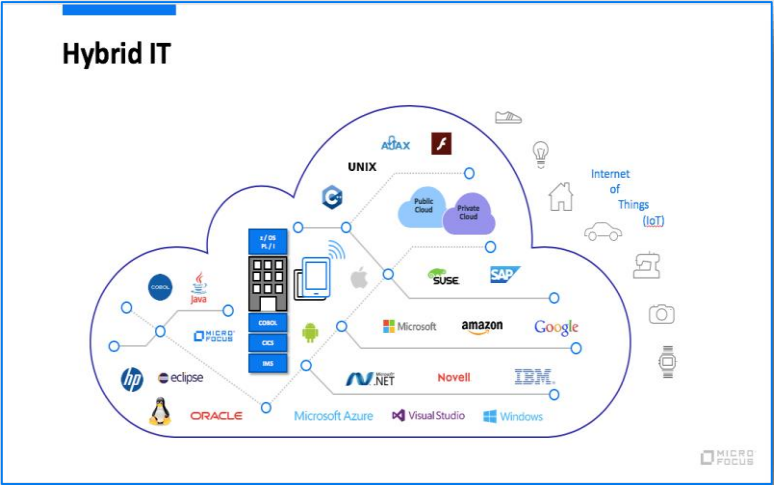 Hybrid IT
AJAX
UNIX
C++
Public
Cloud
Private
Cloud
Internet
of
Things
(IoT)
z / OS
PL / I
COBOL
Java
SUSE
SAP
MICRO
FOCUS
COBOL
CICS
IMS
Microsoft
amazon
Google
hp
eclipse
Microsoft
.NET
Novell
IBM
ORACLE
Microsoft Azure
Visual Studio
Windows
MICRO
FOCUS